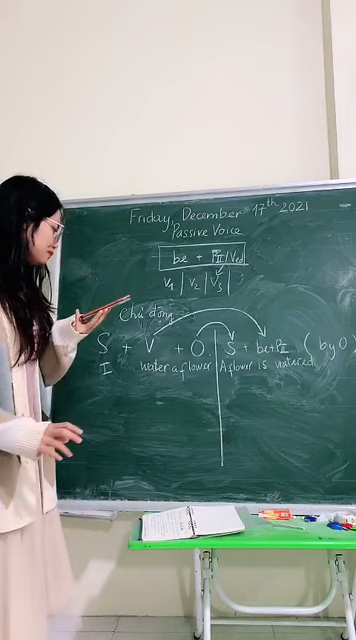 Friday, December 17th 2021
Passive Voice
be + PII/Ved
V1 | V2 | V3 |
Chủ động
S + V + O | S + be+PII (by O)
I water a flower | A flower is watered